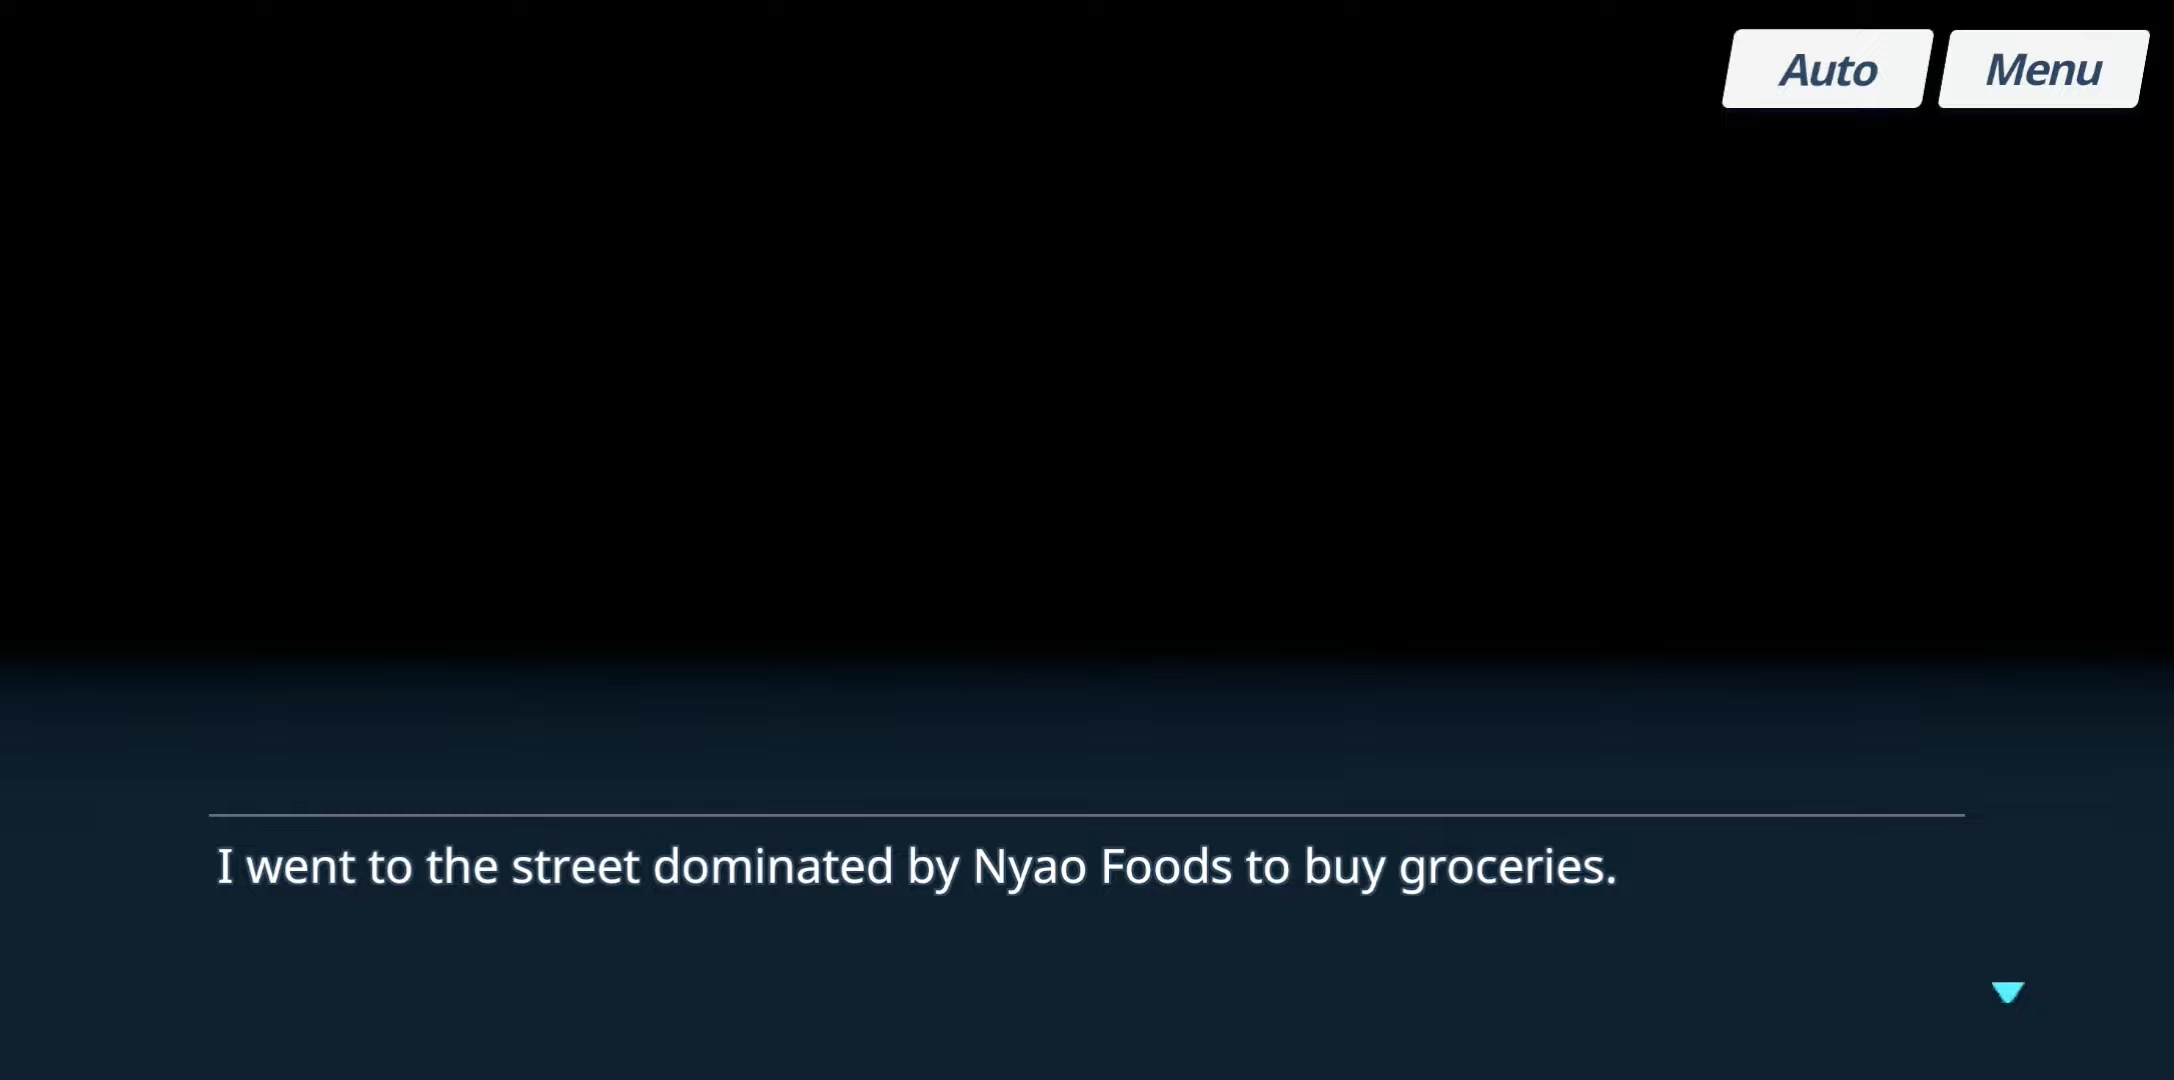 Auto Menu
I went to the street dominated by Nyao Foods to buy groceries.